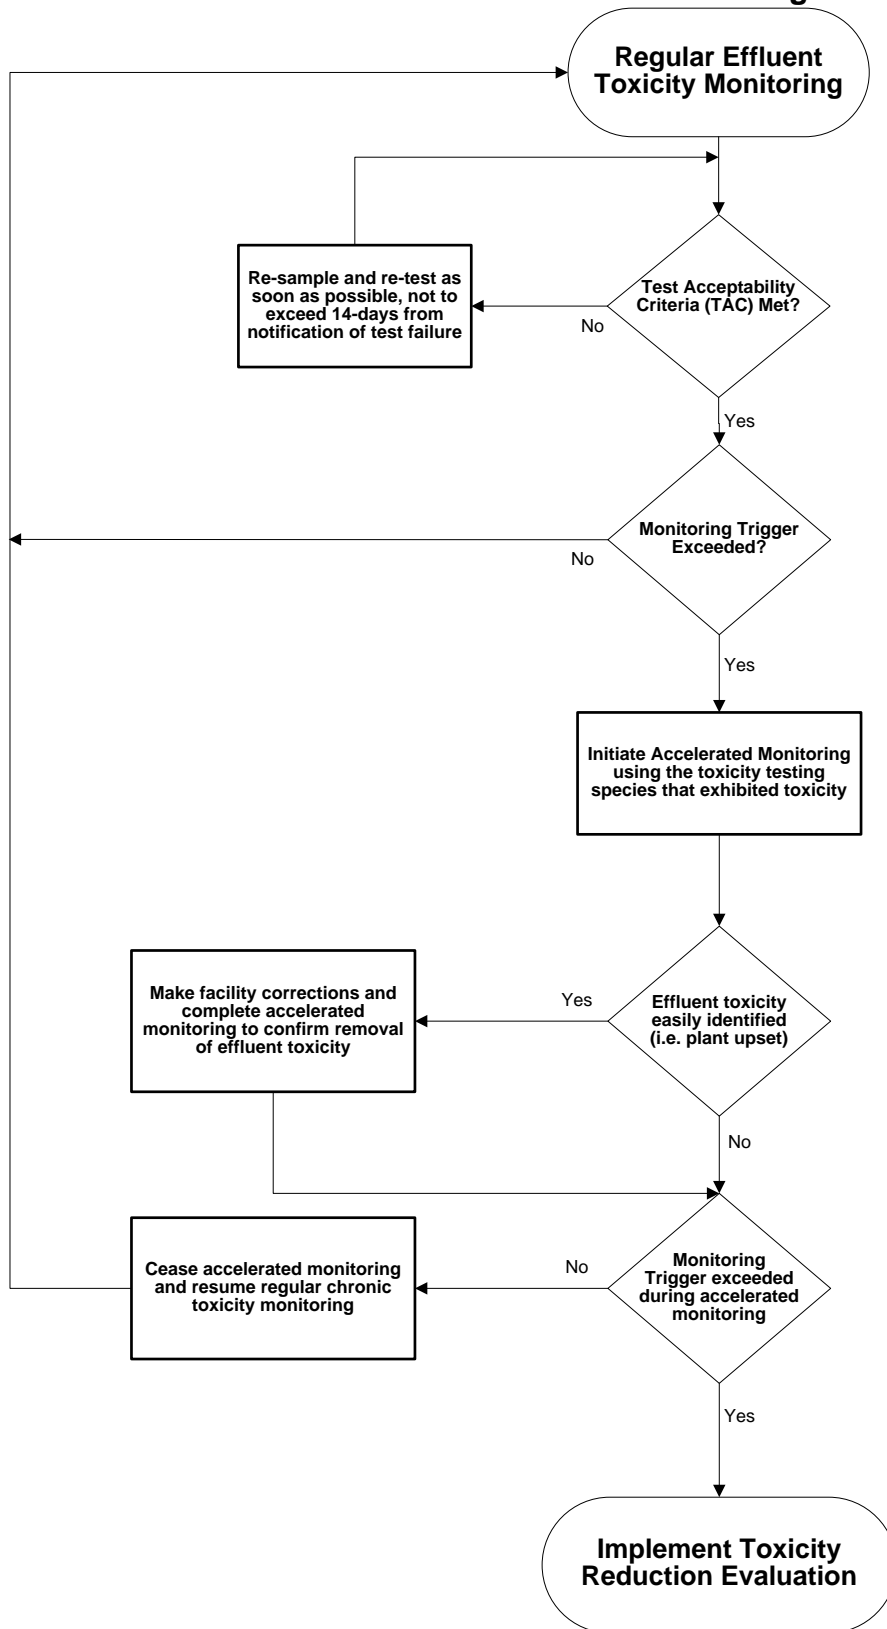 Regular Effluent
Toxicity Monitoring
Re-sample and re-test as
soon as possible, not to
exceed 14-days from
notification of test failure
Test Acceptability
Criteria (TAC) Met?
No
Yes
Monitoring Trigger
Exceeded?
No
Yes
Initiate Accelerated Monitoring
using the toxicity testing
species that exhibited toxicity
Make facility corrections and
complete accelerated
monitoring to confirm removal
of effluent toxicity
Yes
Effluent toxicity
easily identified
(i.e. plant upset)
No
Cease accelerated monitoring
and resume regular chronic
toxicity monitoring
No
Monitoring
Trigger exceeded
during accelerated
monitoring
Yes
Implement Toxicity
Reduction Evaluation